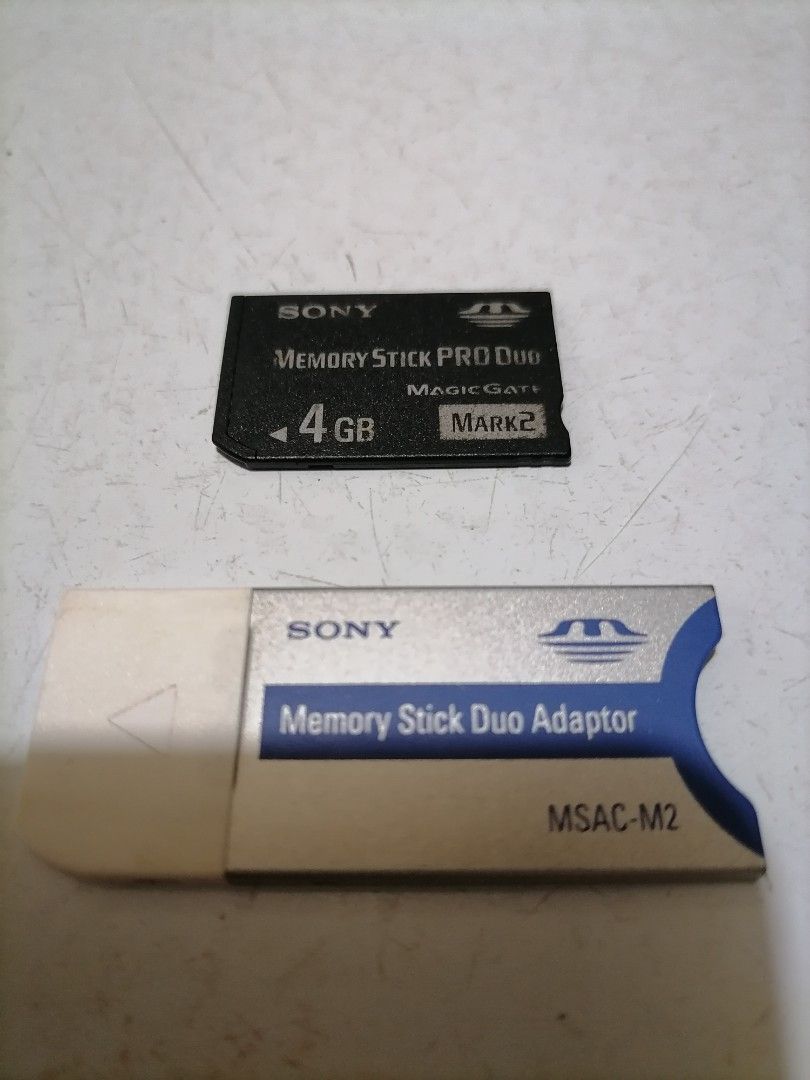 SONY
MEMORY STICK PRO DUO
MAGICGATE
4GB
MARK2
SONY
Memory Stick Duo Adaptor
MSAC-M2